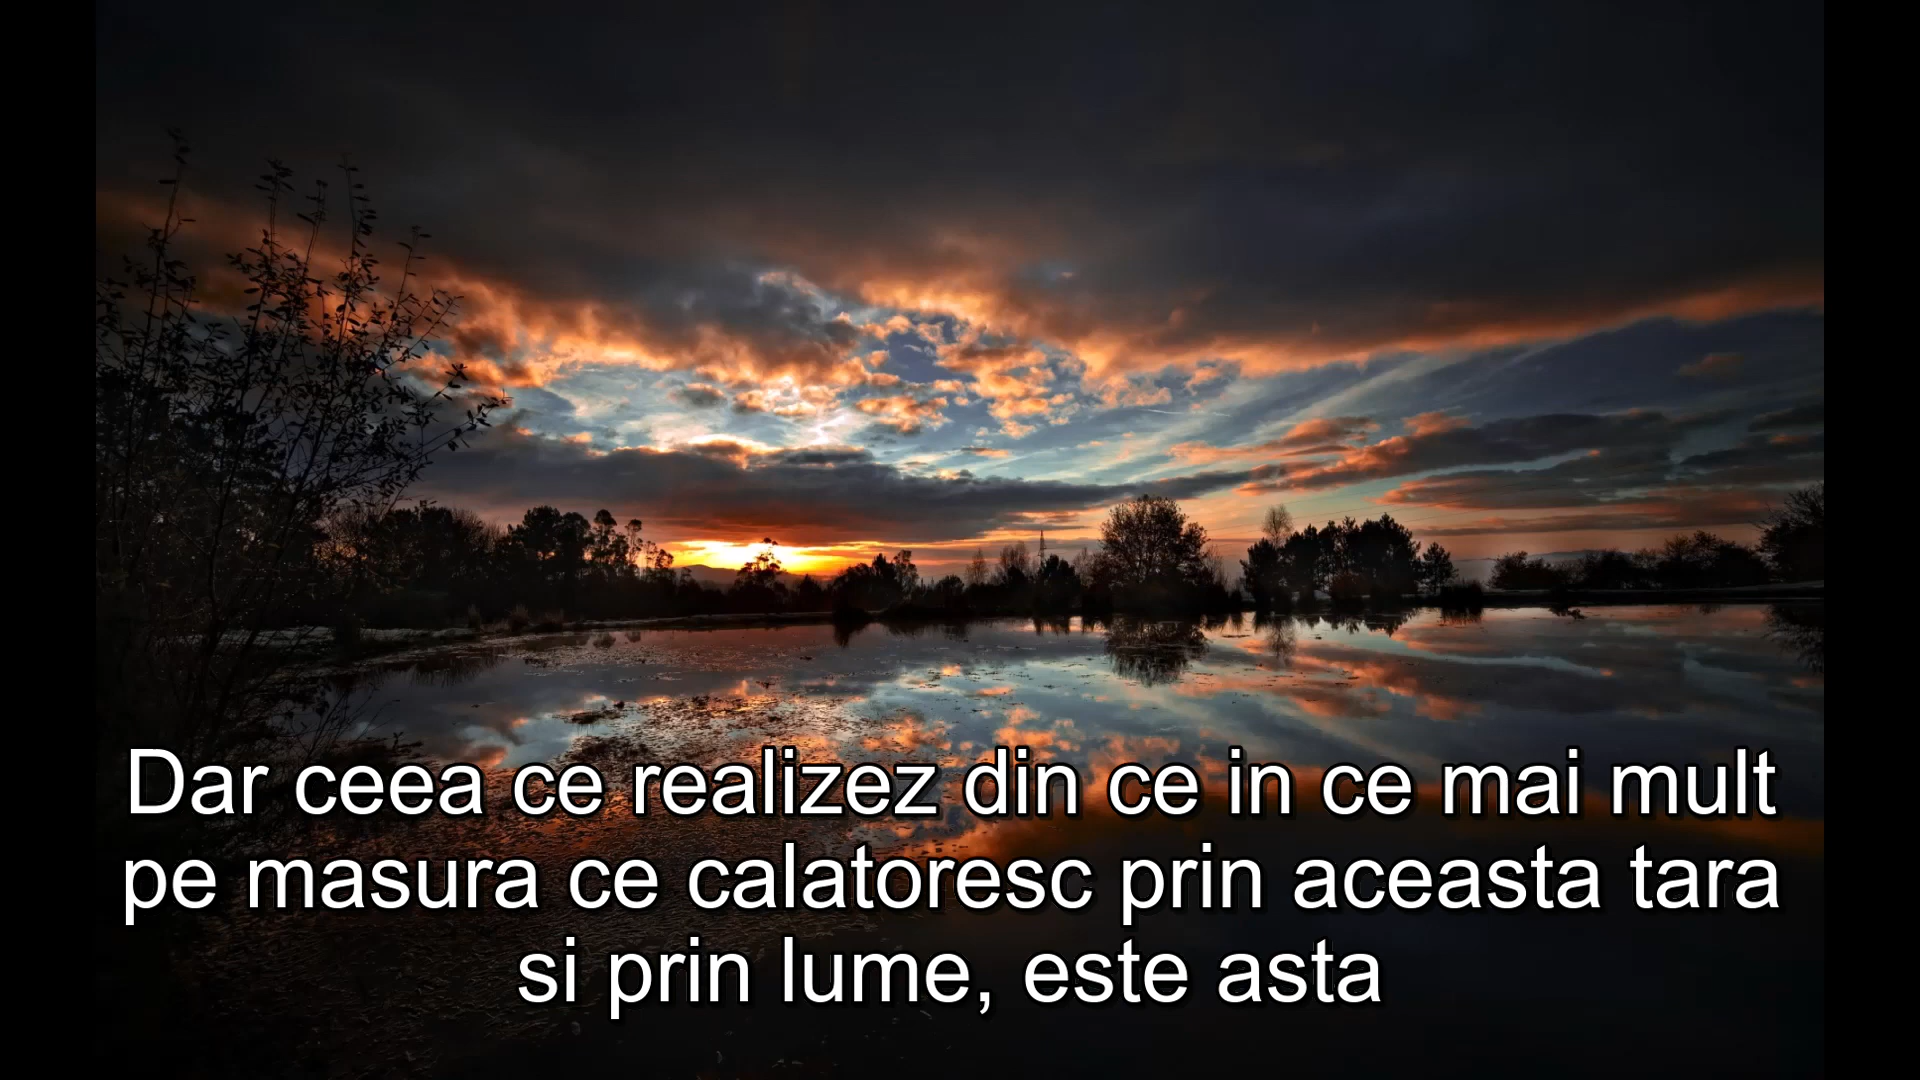 Dar ceea ce realizez din ce in ce mai mult
pe masura ce calatoresc prin aceasta tara
si prin lume, este asta